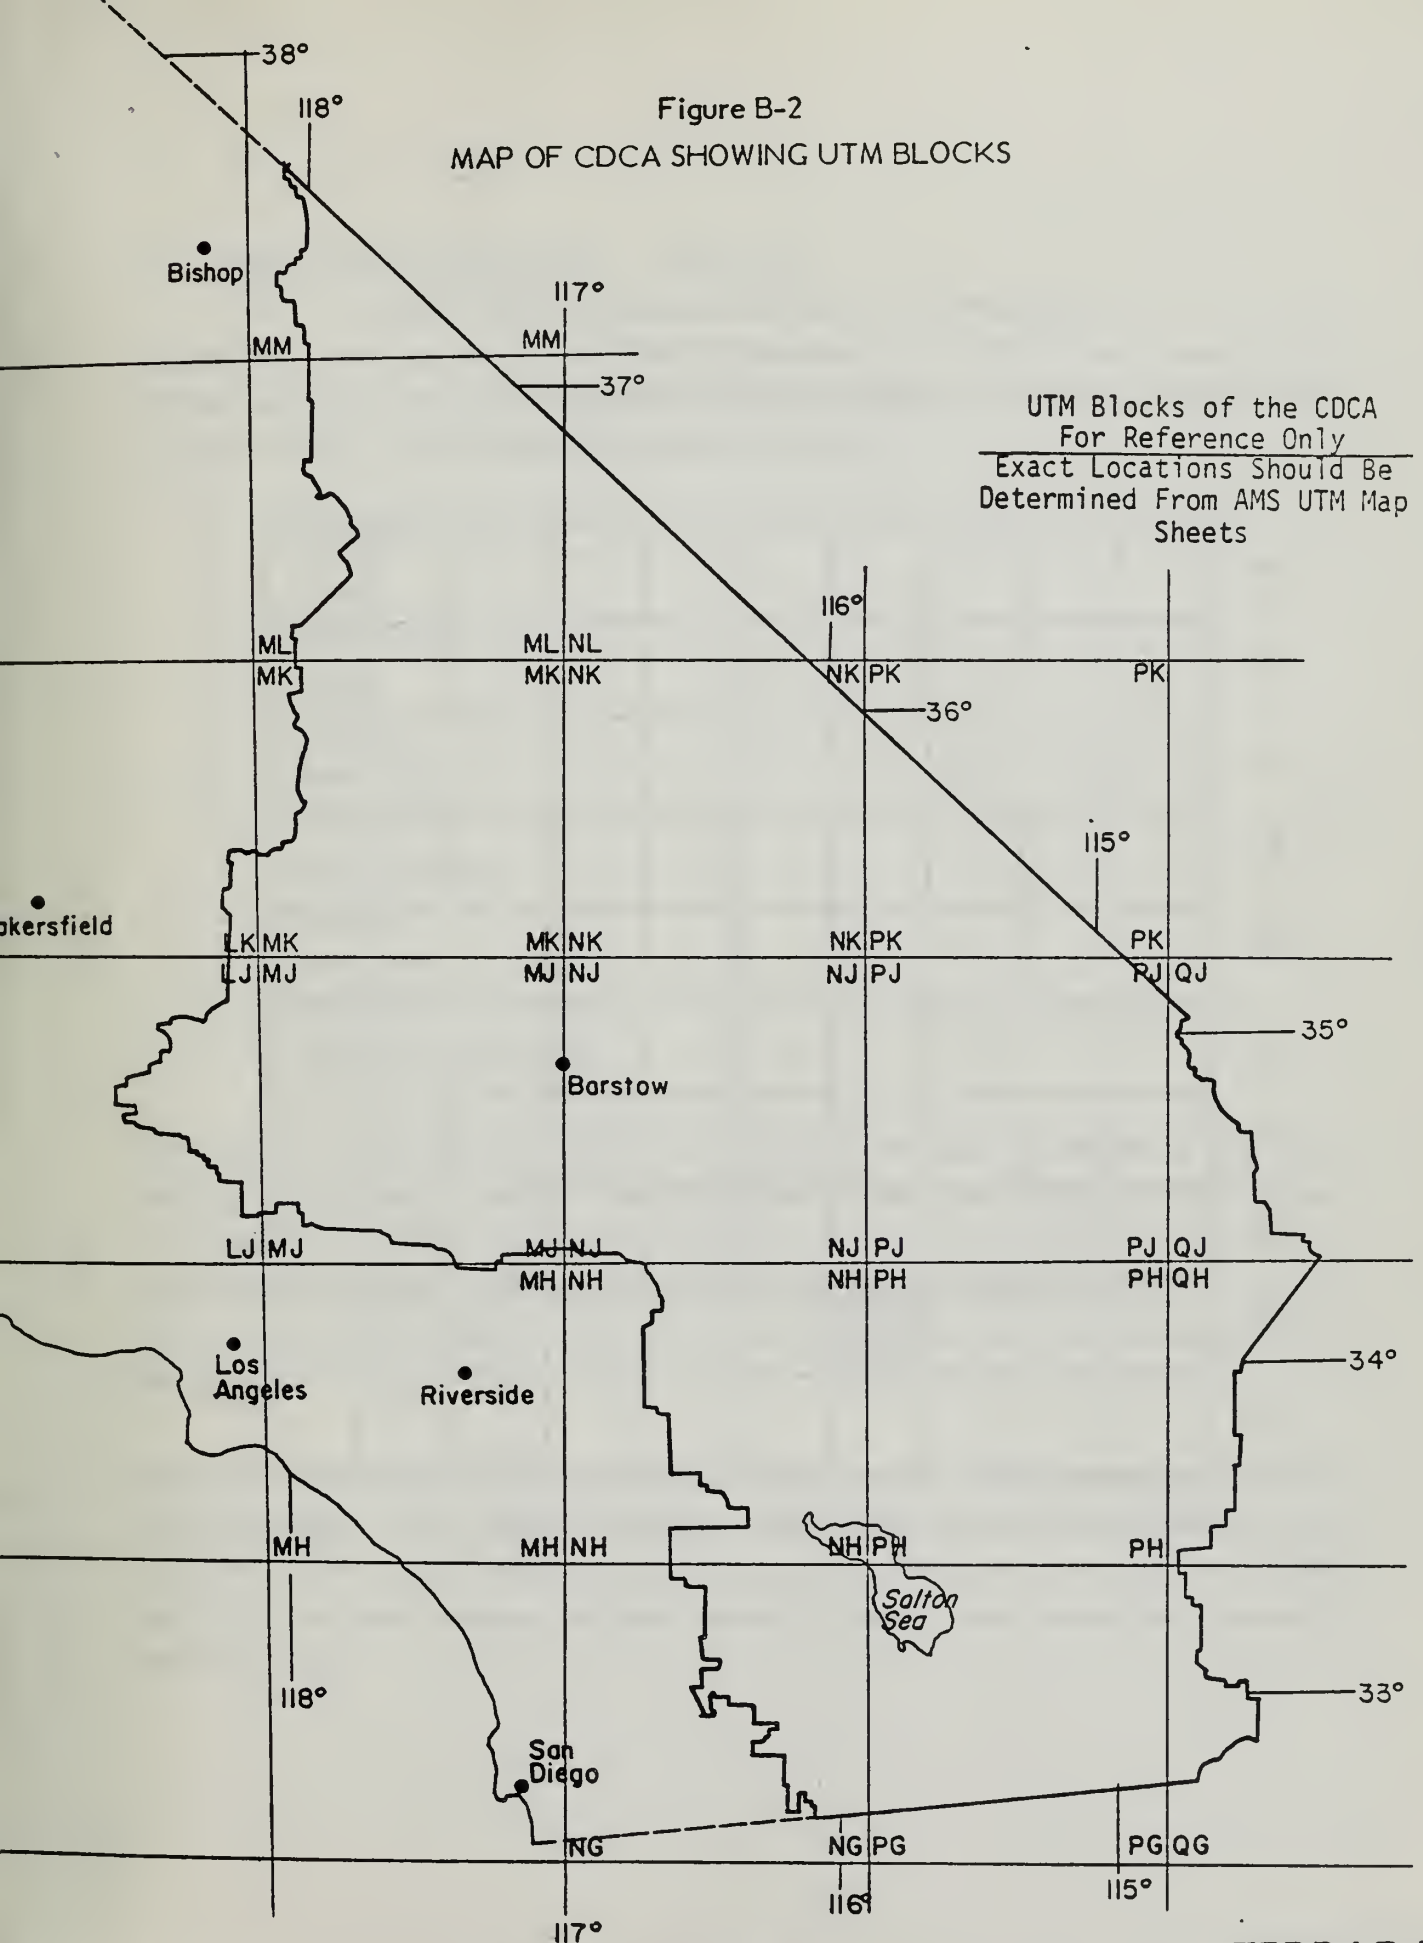 38°
118°
Figure B-2
MAP OF CDCA SHOWING UTM BLOCKS
Bishop
117°
MM
MM
37°
UTM Blocks of the CDCA
For Reference Only
Exact Locations Should Be
Determined From AMS UTM Map
Sheets
116°
ML
ML NL
MK
MK NK
NK PK
PK
36°
115°
akersfield
LK MK
MK NK
NK PK
PK
LJ MJ
MJ NJ
NJ PJ
PJ QJ
35°
Barstow
LJ MJ
MJ NJ
NJ PJ
PJ QJ
MH NH
NH PH
PH QH
34°
Los
Angeles
Riverside
MH
MH NH
NH PH
PH
Salton
Sea
118°
33°
San
Diego
NG
NG PG
PG QG
116°
115°
117°